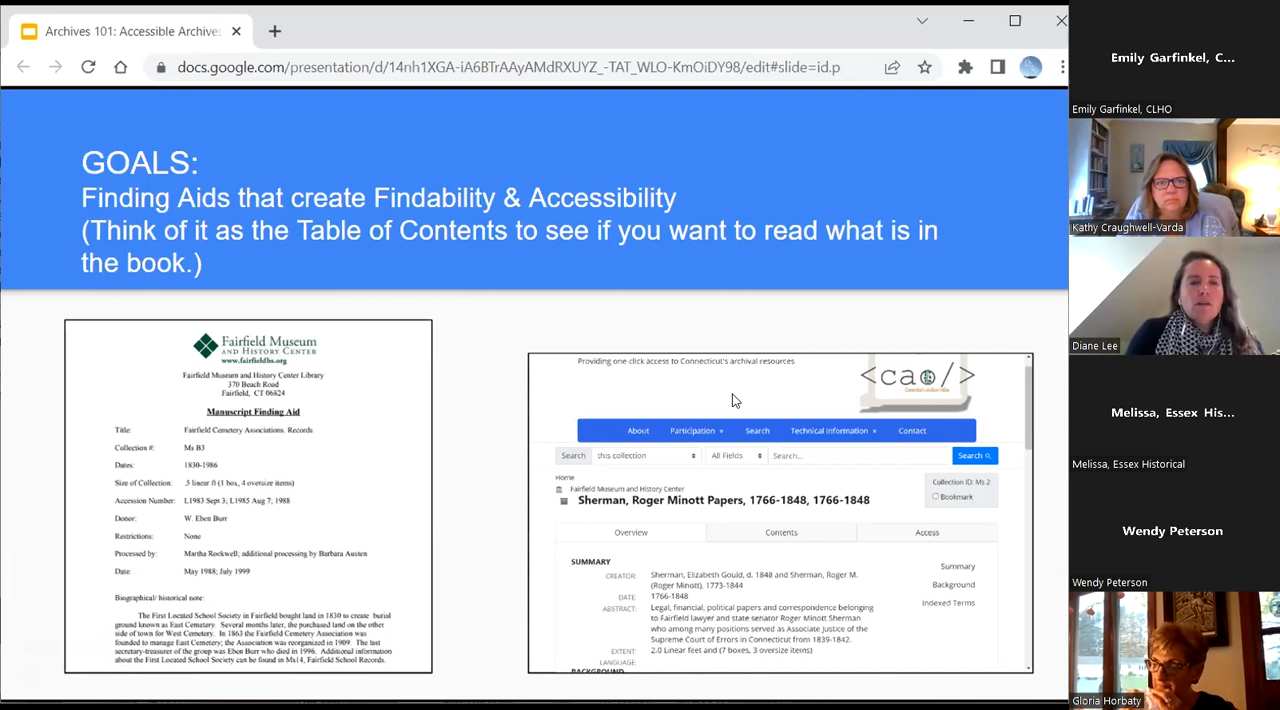 Archives 101: Accessible Archives
docs.google.com/presentation/d/14nh1XGA-iA6BTrAAyAMdRXUYZ_-TAT_WLO-KmOiDY98/edit#slide=id.p
GOALS:
Finding Aids that create Findability & Accessibility
(Think of it as the Table of Contents to see if you want to read what is in
the book.)
Fairfield Museum
AND HISTORY CENTER
www.fairfieldhs.org
Fairfield Museum and History Center Library
370 Beach Road
Fairfield, CT 06824
Manuscript Finding Aid
Title: Fairfield Cemetery Associations. Records
Collection #: Ms B3
Dates: 1830-1986
Size of Collection: .5 linear ft (1 box, 4 oversize items)
Accession Number: L1983 Sept 3; L1985 Aug 7, 1988
Donor: W. Eben Burr
Restrictions: None
Processed by: Martha Rockwell; additional processing by Barbara Austen
Date: May 1988; July 1999
Biographical/ historical note:
The First Located School Society in Fairfield bought land in 1830 to create burial
ground known as East Cemetery. Several months later, the purchased land on the other
side of town for West Cemetery. In 1863 the Fairfield Cemetery Association was
founded to manage East Cemetery; the Association was reorganized in 1909. The last
secretary-treasurer of the group was Eben Burr who died in 1996. Additional information
about the First Located School Society can be found in Ms14, Fairfield School Records.
Providing one-click access to Connecticut's archival resources
<cao/>
About Participation Search Technical Information Contact
Search this collection All Fields Search... Search
Home
Fairfield Museum and History Center
Sherman, Roger Minott Papers, 1766-1848, 1766-1848
Collection ID: Ms 2
Bookmark
Overview Contents Access
SUMMARY
CREATOR: Sherman, Elizabeth Gould, d. 1848 and Sherman, Roger M.
(Roger Minott), 1773-1844
DATE: 1766-1848
ABSTRACT: Legal, financial, political papers and correspondence belonging
to Fairfield lawyer and state senator Roger Minott Sherman
who among many positions served as Associate Justice of the
Supreme Court of Errors in Connecticut from 1839-1842.
EXTENT: 2.0 Linear feet and (7 boxes, 3 oversize items)
LANGUAGE:
BACKGROUND
Summary
Background
Indexed Terms
Emily Garfinkel, C...
Emily Garfinkel, CLHO
Kathy Craughwell-Varda
Diane Lee
Melissa, Essex His...
Melissa, Essex Historical
Wendy Peterson
Wendy Peterson
Gloria Horbaty